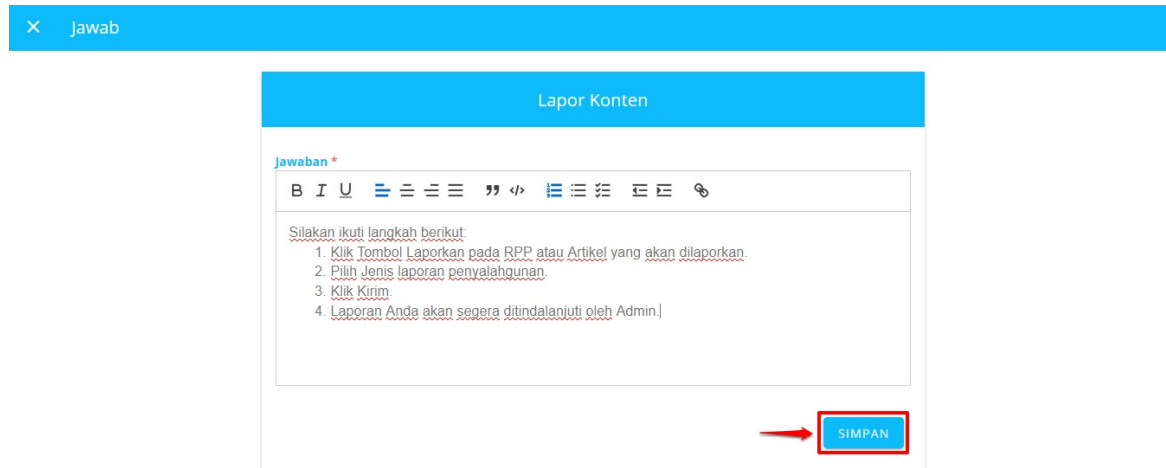 Jawab
Lapor Konten
Jawaban *
Silakan ikuti langkah berikut:
1. Klik Tombol Laporkan pada RPP atau Artikel yang akan dilaporkan.
2. Pilih Jenis laporan penyalahgunan.
3. Klik Kirim.
4. Laporan Anda akan segera ditindalanjuti oleh Admin.
SIMPAN